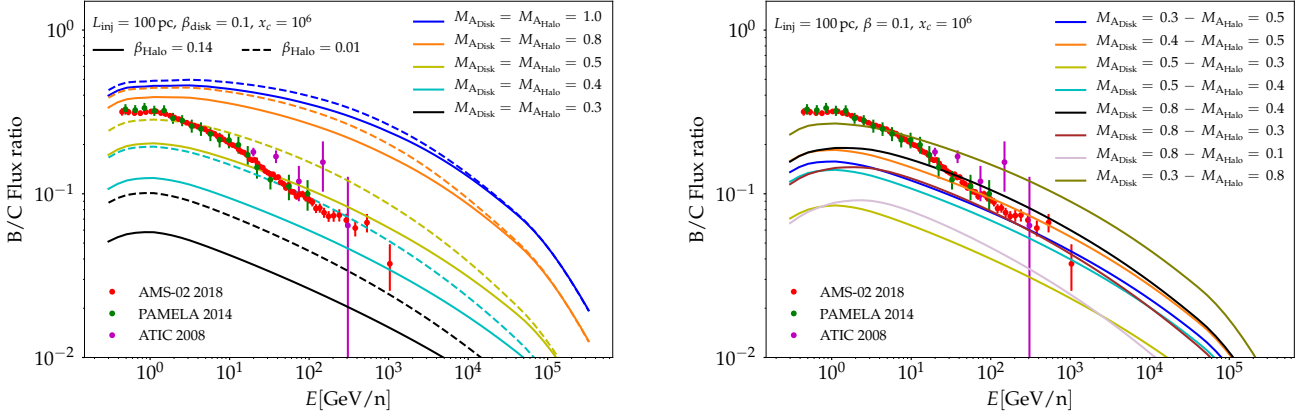 L_inj = 100 pc, β_disk = 0.1, x_c = 10^6
β_Halo = 0.14 β_Halo = 0.01
M_A_Disk = M_A_Halo = 1.0
M_A_Disk = M_A_Halo = 0.8
M_A_Disk = M_A_Halo = 0.5
M_A_Disk = M_A_Halo = 0.4
M_A_Disk = M_A_Halo = 0.3
AMS-02 2018
PAMELA 2014
ATIC 2008
B/C Flux ratio
10^0
10^−1
10^−2
10^0 10^1 10^2 10^3 10^4 10^5
E[GeV/n]
L_inj = 100 pc, β = 0.1, x_c = 10^6
M_A_Disk = 0.3 − M_A_Halo = 0.5
M_A_Disk = 0.4 − M_A_Halo = 0.5
M_A_Disk = 0.5 − M_A_Halo = 0.3
M_A_Disk = 0.5 − M_A_Halo = 0.4
M_A_Disk = 0.8 − M_A_Halo = 0.4
M_A_Disk = 0.8 − M_A_Halo = 0.3
M_A_Disk = 0.8 − M_A_Halo = 0.1
M_A_Disk = 0.3 − M_A_Halo = 0.8
AMS-02 2018
PAMELA 2014
ATIC 2008
B/C Flux ratio
10^0
10^−1
10^−2
10^0 10^1 10^2 10^3 10^4 10^5
E[GeV/n]